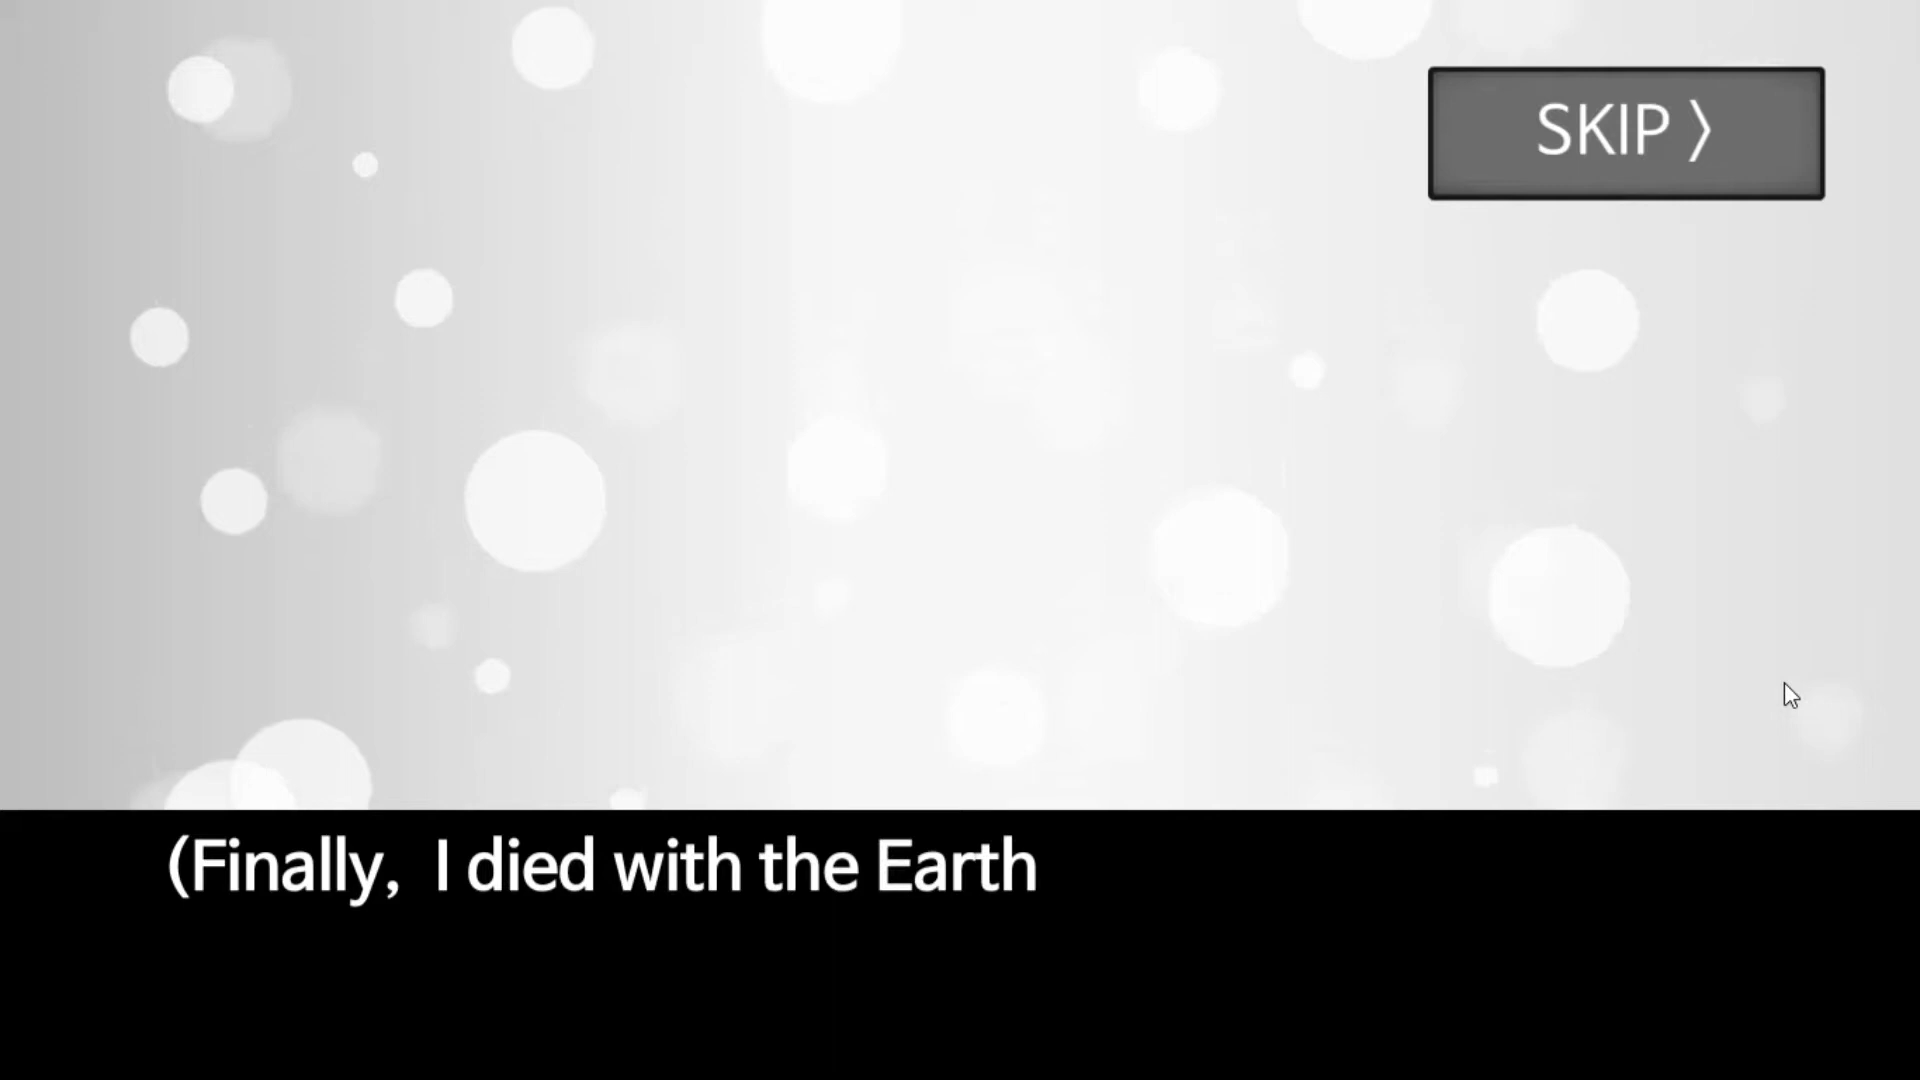 SKIP 〉
(Finally, I died with the Earth